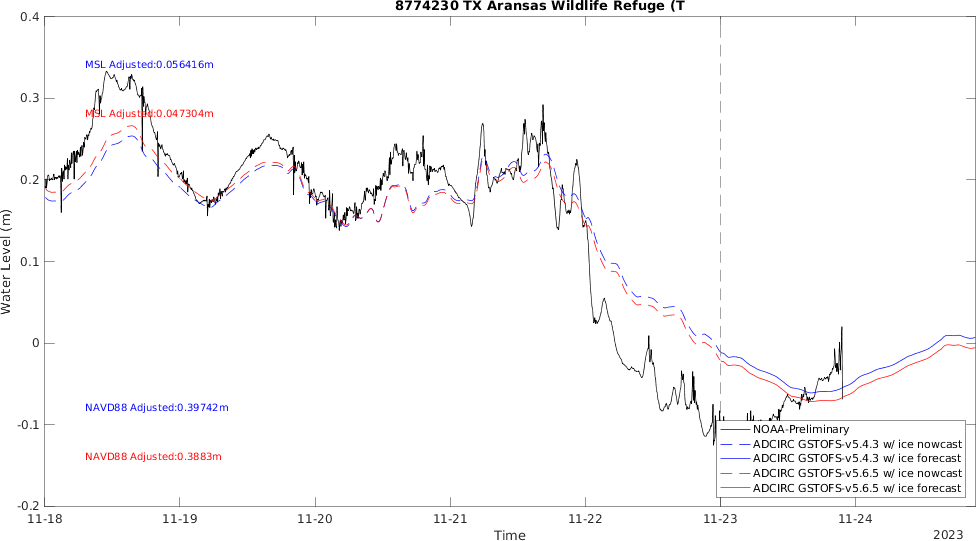 8774230 TX Aransas Wildlife Refuge (T
0.4
0.3
0.2
0.1
0
-0.1
-0.2
Water Level (m)
MSL Adjusted:0.056416m
MSL Adjusted:0.047304m
NAVD88 Adjusted:0.39742m
NAVD88 Adjusted:0.3883m
NOAA-Preliminary
ADCIRC GSTOFS-v5.4.3 w/ ice nowcast
ADCIRC GSTOFS-v5.4.3 w/ ice forecast
ADCIRC GSTOFS-v5.6.5 w/ ice nowcast
ADCIRC GSTOFS-v5.6.5 w/ ice forecast
11-18 11-19 11-20 11-21 11-22 11-23 11-24
Time
2023